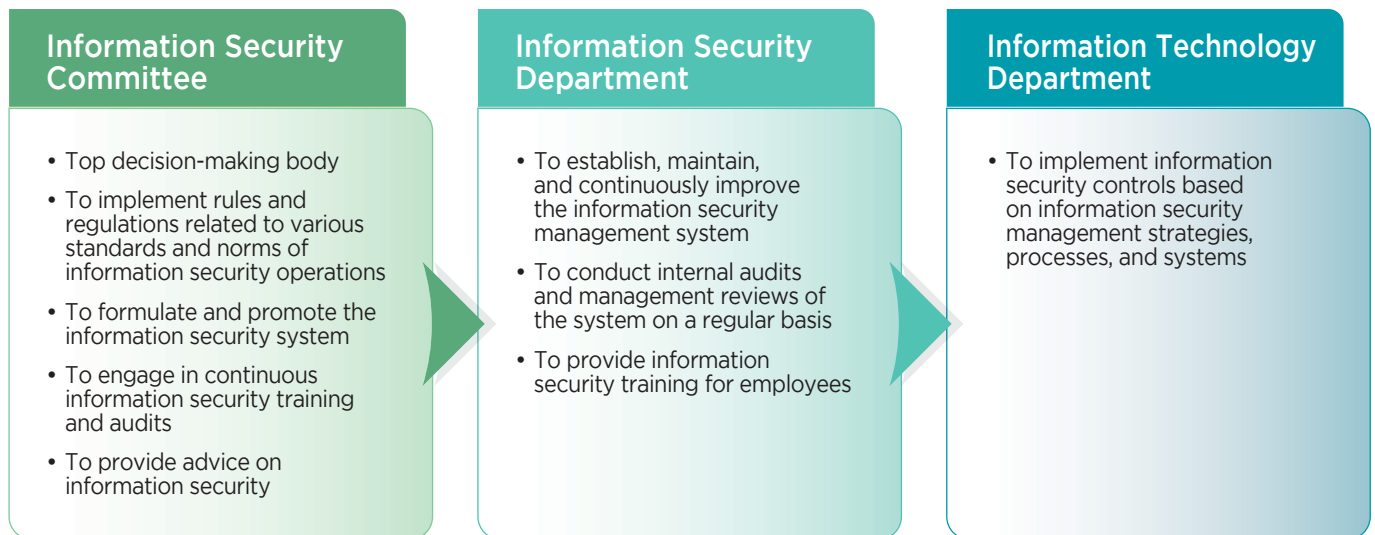 Information Security
Committee
• Top decision-making body
• To implement rules and
regulations related to various
standards and norms of
information security operations
• To formulate and promote the
information security system
• To engage in continuous
information security training
and audits
• To provide advice on
information security
Information Security
Department
• To establish, maintain,
and continuously improve
the information security
management system
• To conduct internal audits
and management reviews of
the system on a regular basis
• To provide information
security training for employees
Information Technology
Department
• To implement information
security controls based
on information security
management strategies,
processes, and systems